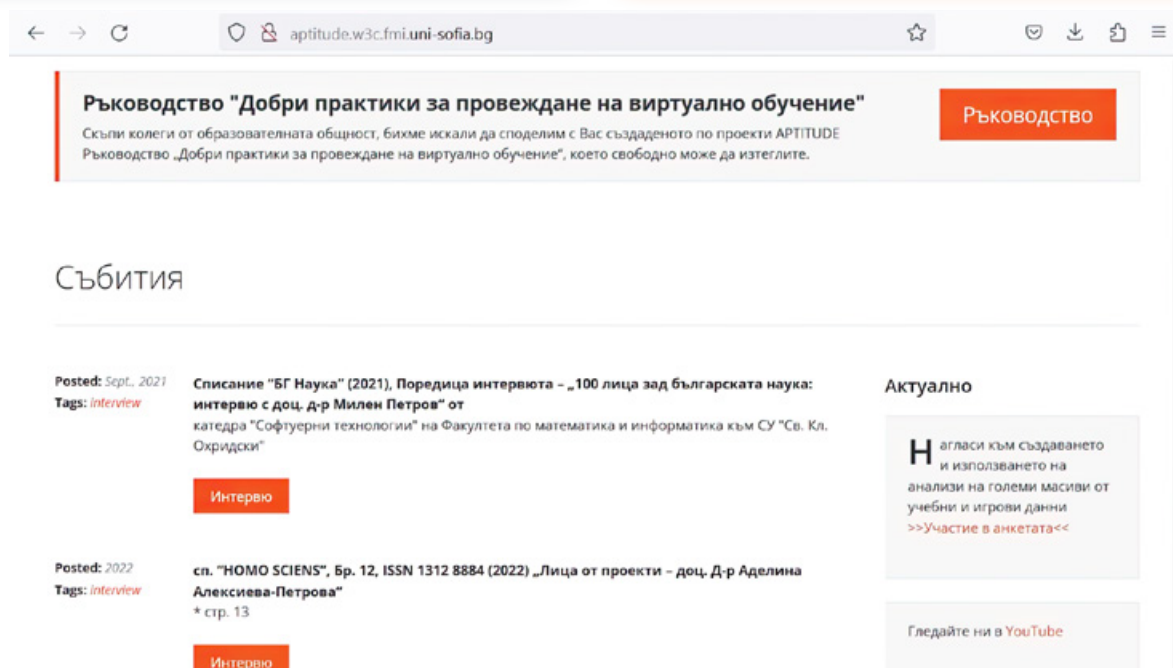 aptitude.w3c.fmi.uni-sofia.bg
Ръководство "Добри практики за провеждане на виртуално обучение"
Скъпи колеги от образователната общност, бихме искали да споделим с Вас създаденото по проекти APTITUDE
Ръководство „Добри практики за провеждане на виртуално обучение“, което свободно може да изтеглите.
Ръководство
Събития
Posted: Sept., 2021
Tags: interview
Списание "БГ Наука" (2021), Поредица интервюта – „100 лица зад българската наука:
интервю с доц. д-р Милен Петров“ от
катедра "Софтуерни технологии" на Факултета по математика и информатика към СУ "Св. Кл.
Охридски"
Интервю
Posted: 2022
Tags: interview
сп. "HOMO SCIENS", Бр. 12, ISSN 1312 8884 (2022) „Лица от проекти – доц. Д-р Аделина
Алексиева-Петрова“
* стр. 13
Интервю
Актуално
Нагласи към създаването
и използването на
анализи на големи масиви от
учебни и игрови данни
>>Участие в анкетата<<
Гледайте ни в YouTube